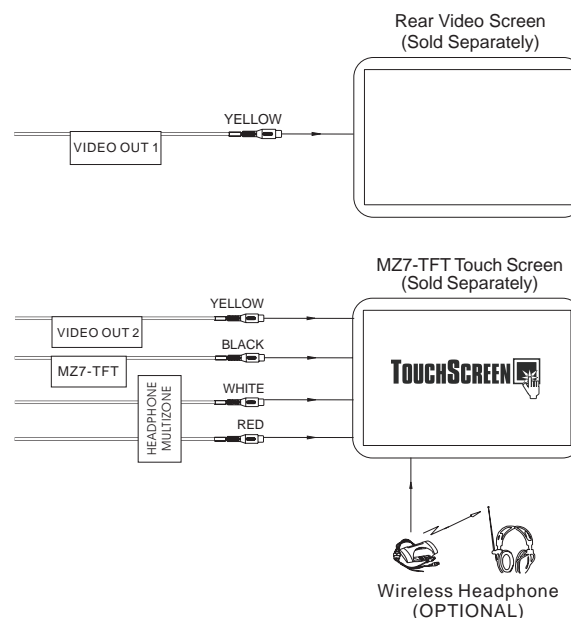 Rear Video Screen
(Sold Separately)
YELLOW
VIDEO OUT 1
MZ7-TFT Touch Screen
(Sold Separately)
YELLOW
VIDEO OUT 2
BLACK
MZ7-TFT
TOUCHSCREEN
WHITE
HEADPHONE
MULTIZONE
RED
Wireless Headphone
(OPTIONAL)